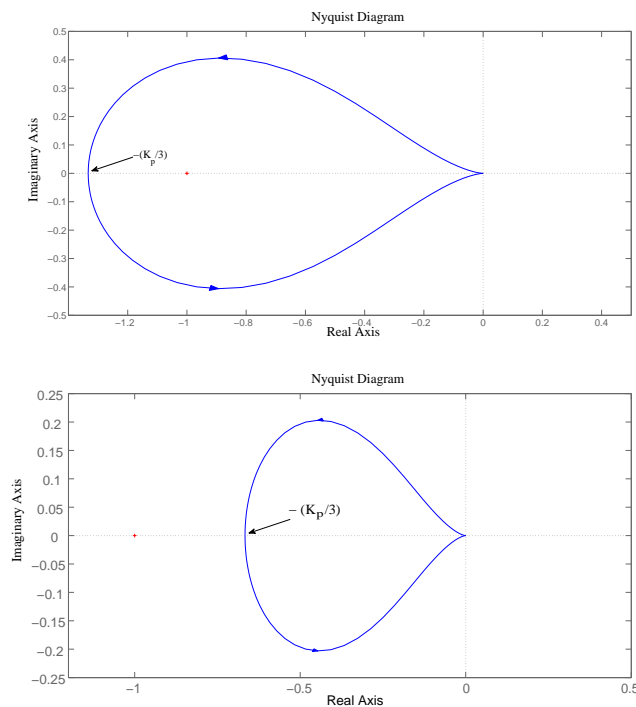 Nyquist Diagram
0.5
0.4
0.3
0.2
0.1
0
−0.1
−0.2
−0.3
−0.4
−0.5
Imaginary Axis
−(Kp/3)
−1.2 −1 −0.8 −0.6 −0.4 −0.2 0 0.2 0.4
Real Axis
Nyquist Diagram
0.25
0.2
0.15
0.1
0.05
0
−0.05
−0.1
−0.15
−0.2
−0.25
Imaginary Axis
− (Kp/3)
−1 −0.5 0 0.5
Real Axis